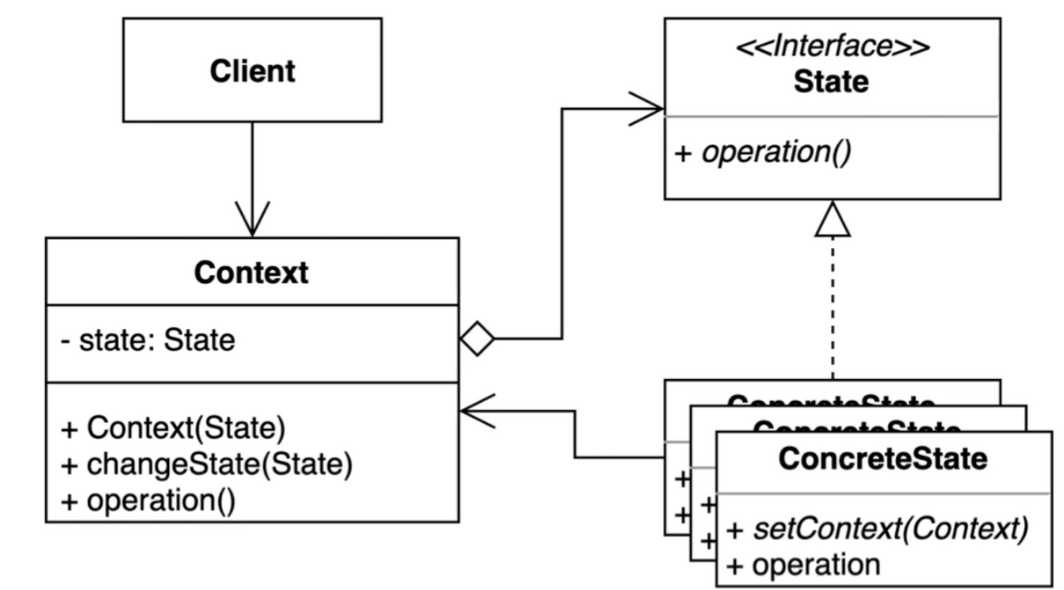 Client
<<Interface>>
State
+ operation()
Context
- state: State
+ Context(State)
+ changeState(State)
+ operation()
ConcreteState
ConcreteState
ConcreteState
+
+
+
+
+ setContext(Context)
+ operation